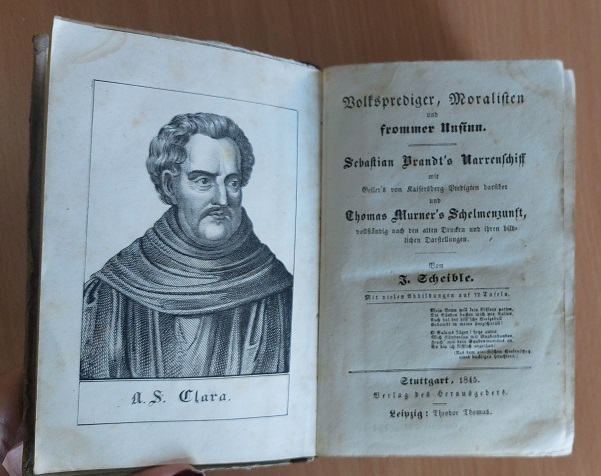 A. S. Clara.
Volksprediger, Moralisten
und
frommer Unsinn.
Sebastian Brandt's Narrenschiff
mit
Geiler's von Kaisersberg Predigten darüber
und
Thomas Murner's Schelmenzunft,
vollständig nach den alten Drucken und ihren bild-
lichen Darstellungen.
Von
J. Scheible.
Mit vielen Abbildungen auf Tafeln.
Stuttgart, 1845.
Verlag des Herausgebers.
Leipzig: Theodor Thomas.